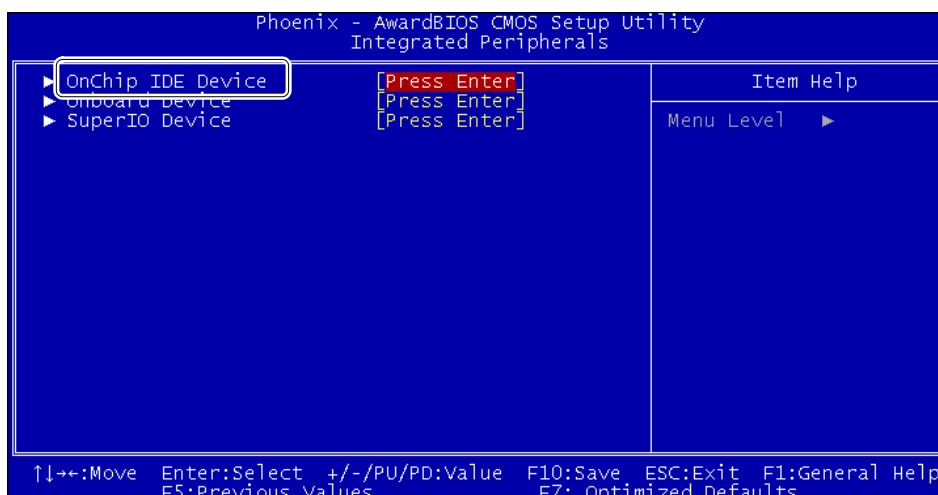 Phoenix - AwardBIOS CMOS Setup Utility
Integrated Peripherals
▶ OnChip IDE Device [Press Enter] Item Help
▶ Onboard Device [Press Enter]
▶ SuperIO Device [Press Enter] Menu Level ▶
↑↓→←:Move Enter:Select +/-/PU/PD:Value F10:Save ESC:Exit F1:General Help
F5:Previous Values F7: Optimized Defaults